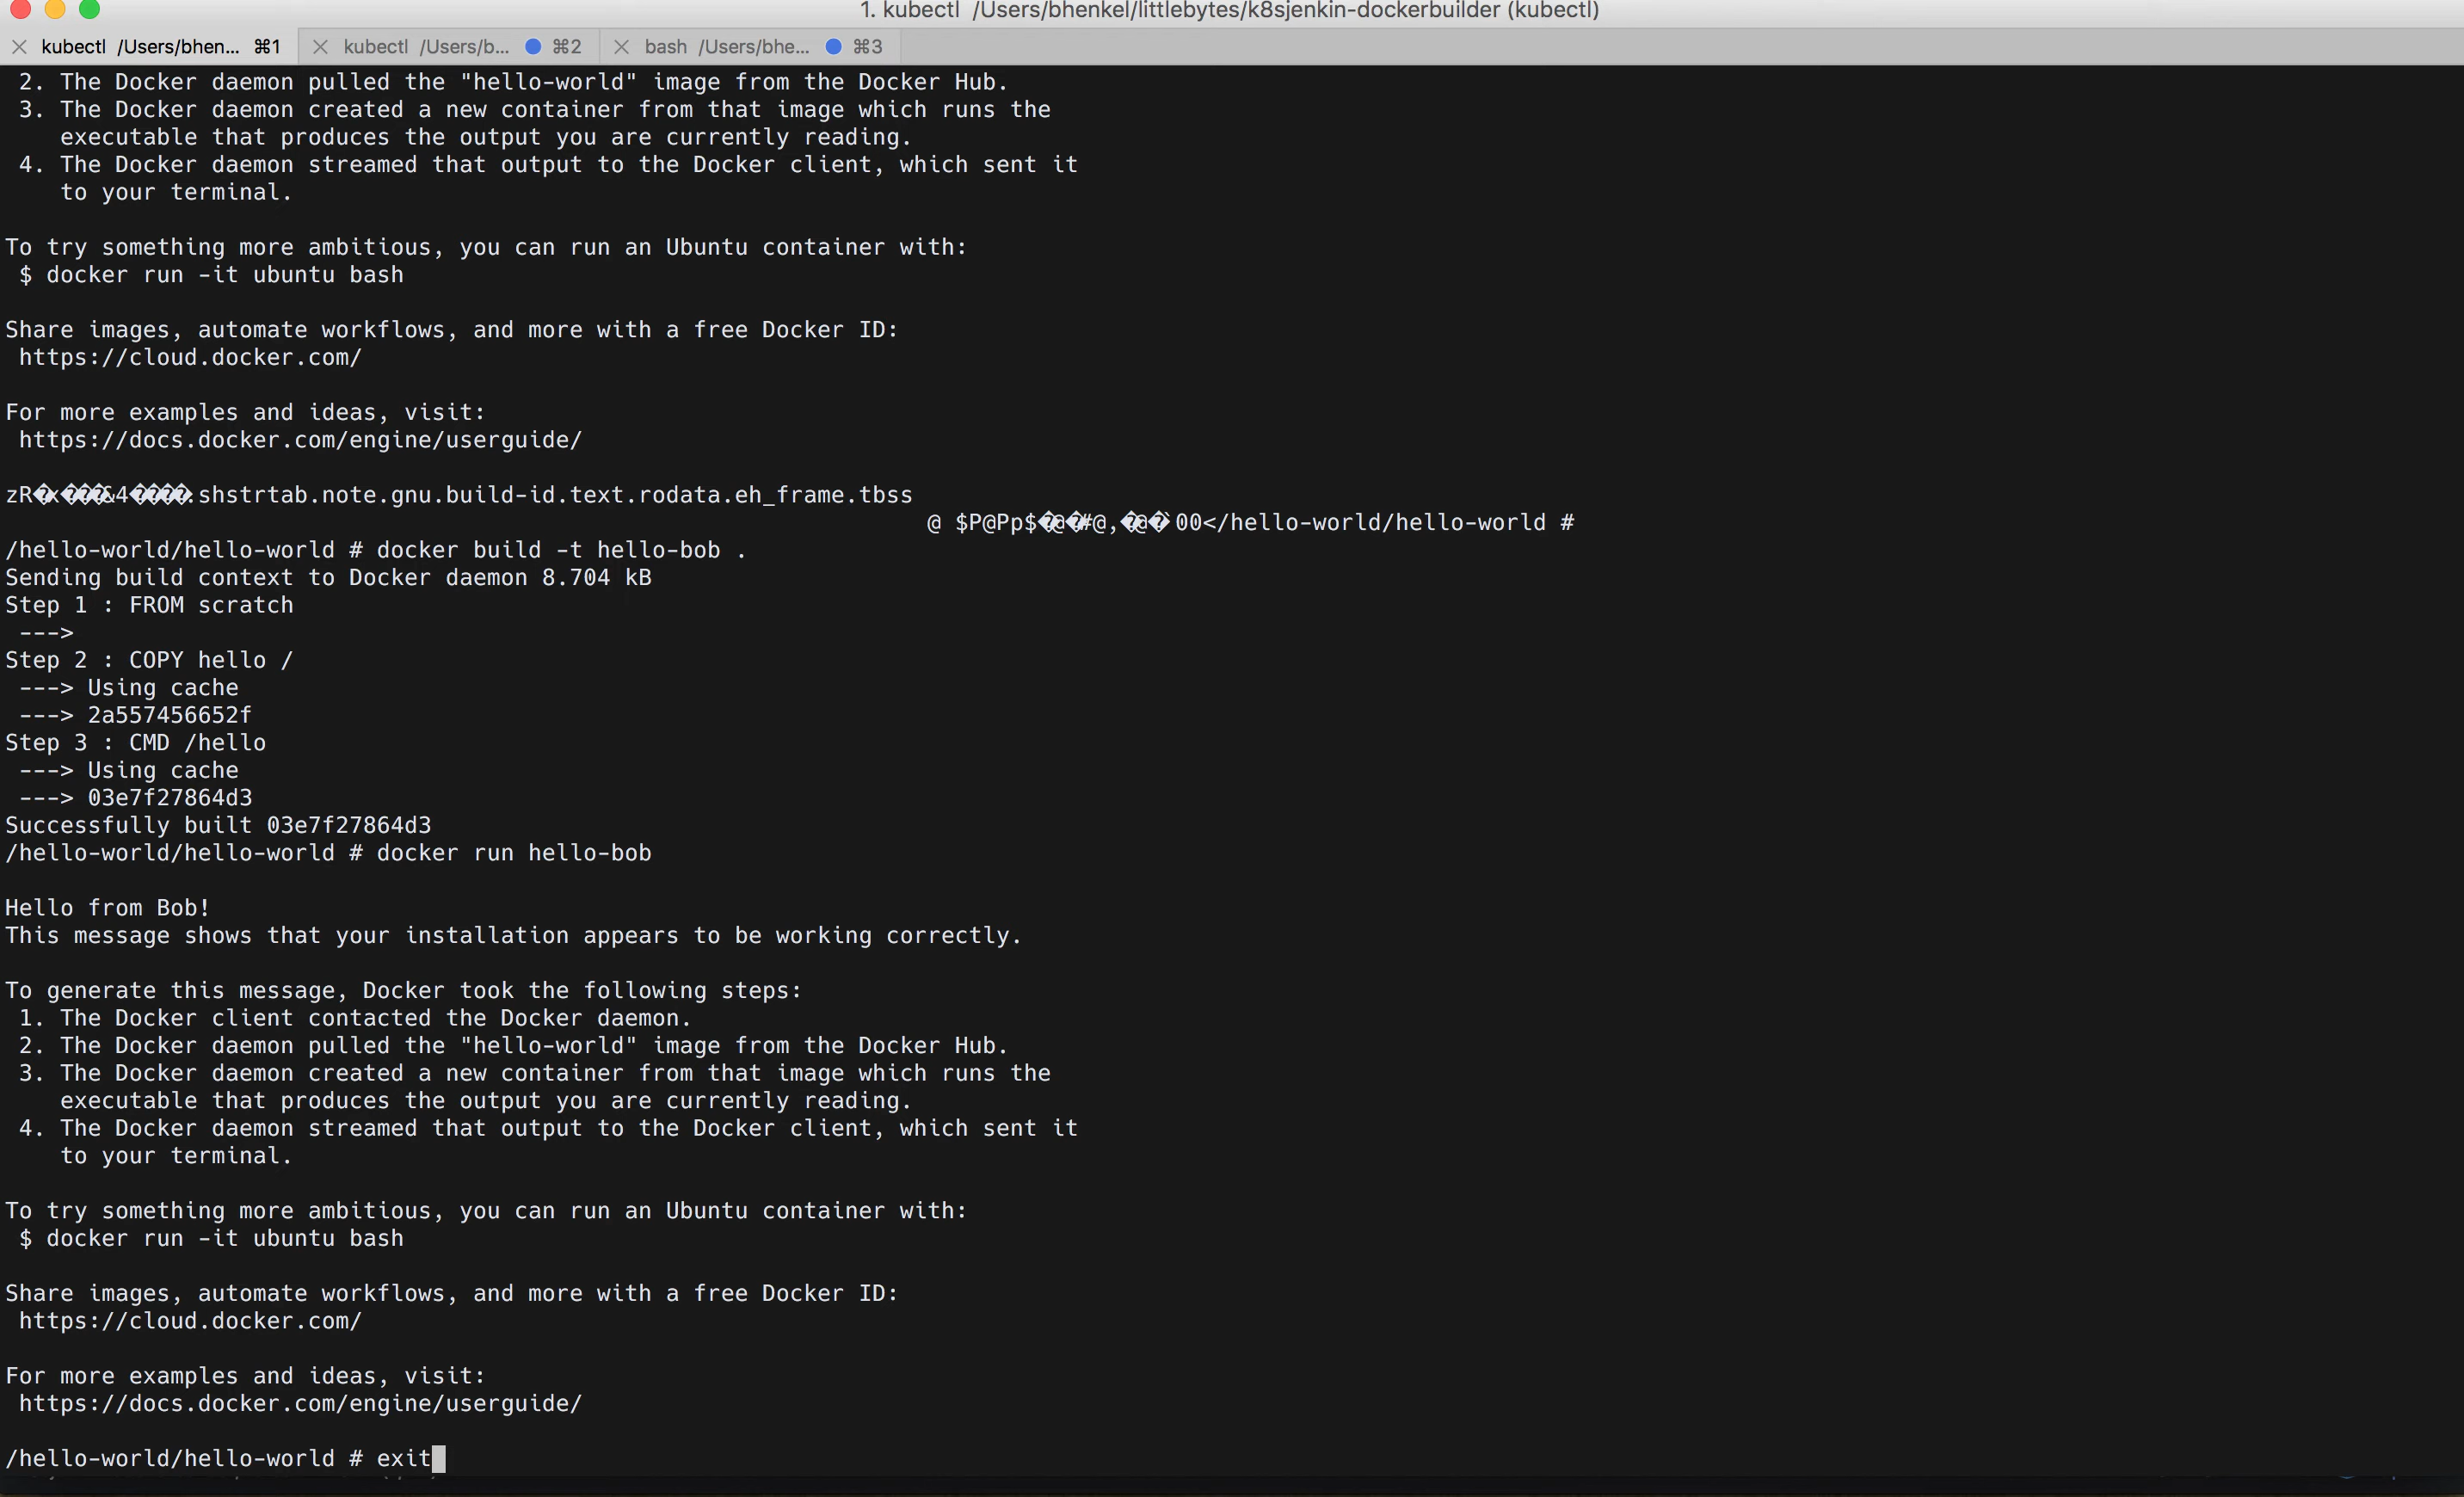 1. kubectl /Users/bhenkel/littlebytes/k8sjenkin-dockerbuilder (kubectl)
kubectl /Users/bhen... ⌘1 kubectl /Users/b... ⌘2 bash /Users/bhe... ⌘3
2. The Docker daemon pulled the "hello-world" image from the Docker Hub.
3. The Docker daemon created a new container from that image which runs the
executable that produces the output you are currently reading.
4. The Docker daemon streamed that output to the Docker client, which sent it
to your terminal.
To try something more ambitious, you can run an Ubuntu container with:
$ docker run -it ubuntu bash
Share images, automate workflows, and more with a free Docker ID:
https://cloud.docker.com/
For more examples and ideas, visit:
https://docs.docker.com/engine/userguide/
zR�x���&4����.shstrtab.note.gnu.build-id.text.rodata.eh_frame.tbss
@ $P@Pp$�@�#@,�@�`00</hello-world/hello-world #
/hello-world/hello-world # docker build -t hello-bob .
Sending build context to Docker daemon 8.704 kB
Step 1 : FROM scratch
--->
Step 2 : COPY hello /
---> Using cache
---> 2a557456652f
Step 3 : CMD /hello
---> Using cache
---> 03e7f27864d3
Successfully built 03e7f27864d3
/hello-world/hello-world # docker run hello-bob
Hello from Bob!
This message shows that your installation appears to be working correctly.
To generate this message, Docker took the following steps:
1. The Docker client contacted the Docker daemon.
2. The Docker daemon pulled the "hello-world" image from the Docker Hub.
3. The Docker daemon created a new container from that image which runs the
executable that produces the output you are currently reading.
4. The Docker daemon streamed that output to the Docker client, which sent it
to your terminal.
To try something more ambitious, you can run an Ubuntu container with:
$ docker run -it ubuntu bash
Share images, automate workflows, and more with a free Docker ID:
https://cloud.docker.com/
For more examples and ideas, visit:
https://docs.docker.com/engine/userguide/
/hello-world/hello-world # exit